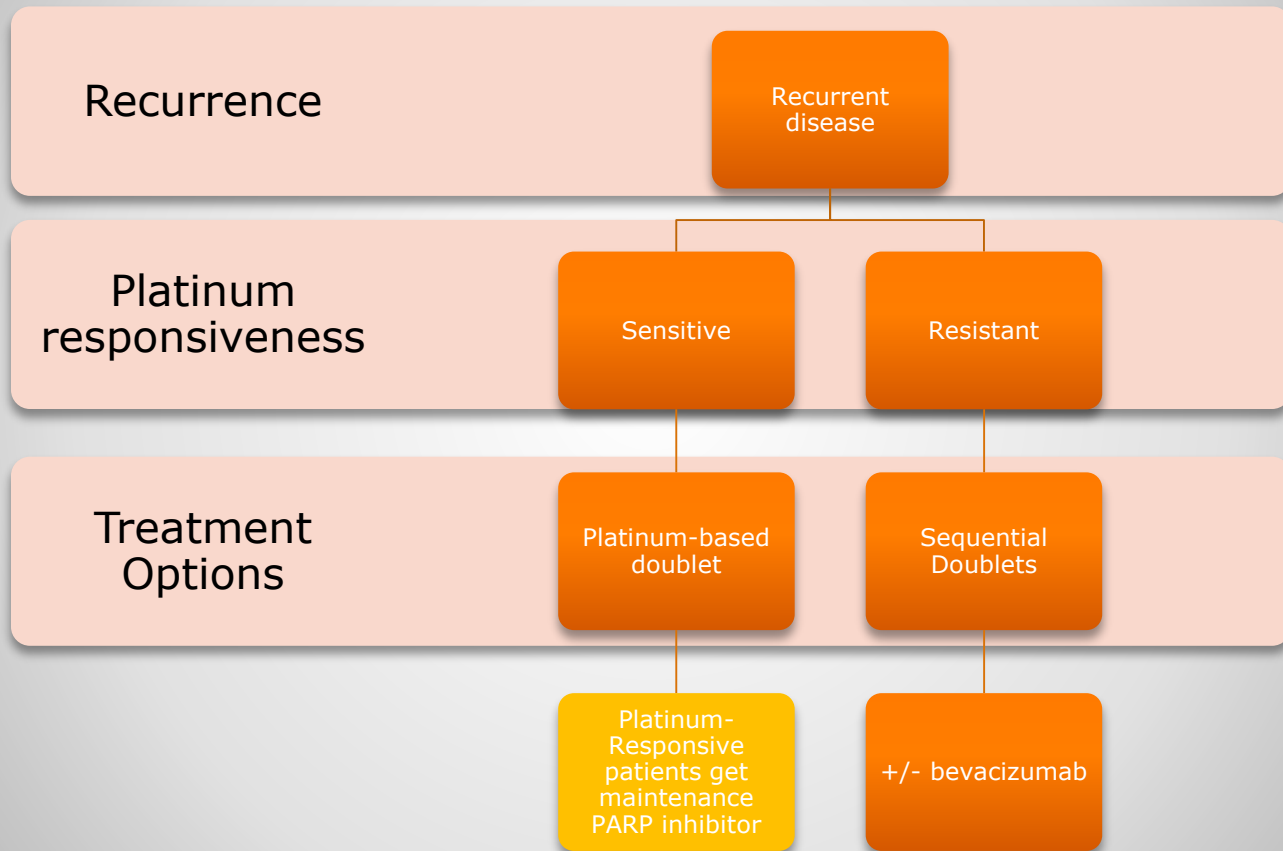 Recurrence
Recurrent
disease
Platinum
responsiveness
Sensitive
Resistant
Treatment
Options
Platinum-based
doublet
Sequential
Doublets
Platinum-
Responsive
patients get
maintenance
PARP inhibitor
+/- bevacizumab